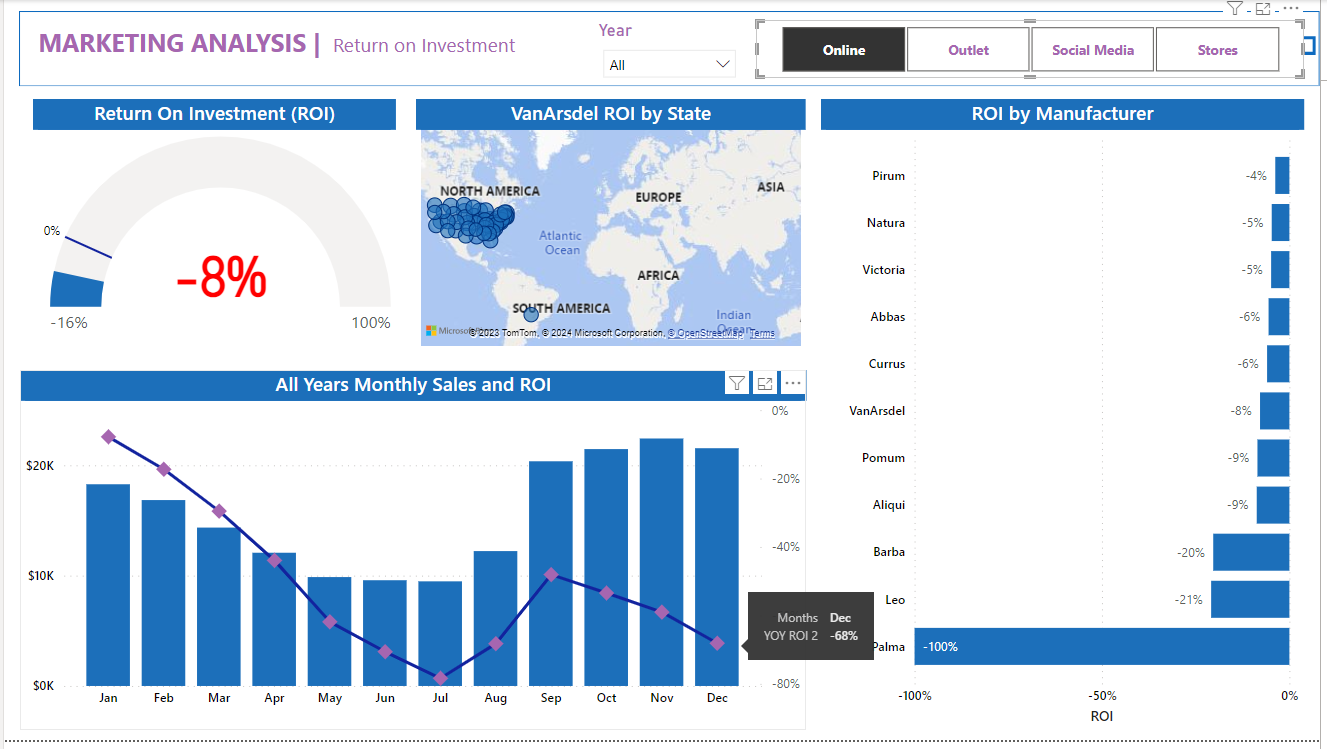 MARKETING ANALYSIS | Return on Investment
Year
All
Online
Outlet
Social Media
Stores
Return On Investment (ROI)
0%
-8%
-16%
100%
VanArsdel ROI by State
NORTH AMERICA
EUROPE
ASIA
Atlantic
Ocean
AFRICA
SOUTH AMERICA
Indian
Ocean
Microsoft
© 2023 TomTom, © 2024 Microsoft Corporation, © OpenStreetMap Terms
ROI by Manufacturer
Pirum -4%
Natura -5%
Victoria -5%
Abbas -6%
Currus -6%
VanArsdel -8%
Pomum -9%
Aliqui -9%
Barba -20%
Leo -21%
Palma -100%
-100% -50% 0%
ROI
All Years Monthly Sales and ROI
$20K
$10K
$0K
0%
-20%
-40%
-80%
Months Dec
YOY ROI 2 -68%
Jan Feb Mar Apr May Jun Jul Aug Sep Oct Nov Dec